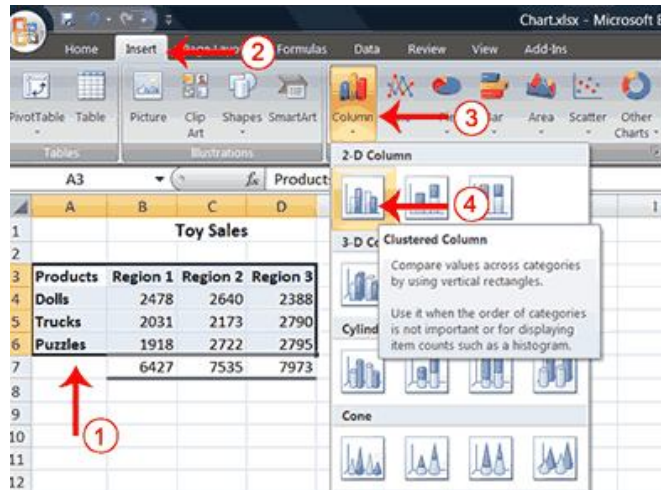 Chart.xlsx - Microsoft E
Home Insert Formulas Data Review View Add-Ins
2
PivotTable Table Picture Clip Art Shapes SmartArt Column Area Scatter Other Charts
3
Tables Illustrations
2-D Column
A3 fx Product
4
A B C D
1 Toy Sales
2
3 Products Region 1 Region 2 Region 3
4 Dolls 2478 2640 2388
5 Trucks 2031 2173 2790
6 Puzzles 1918 2722 2795
7 6427 7535 7973
8
9
10
11
12
1
3-D Co
Clustered Column
Compare values across categories
by using vertical rectangles.
Use it when the order of categories
is not important or for displaying
item counts such as a histogram.
Cylind
Cone